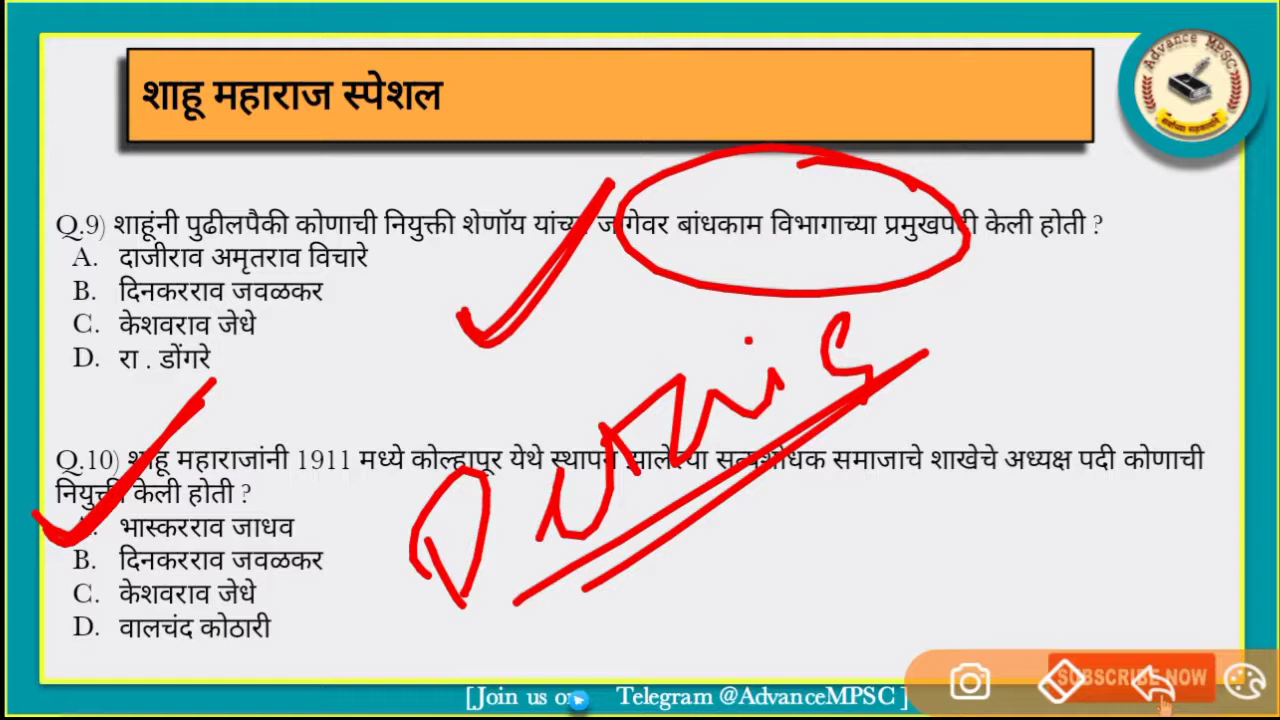 शाहू महाराज स्पेशल
Advance MPSC
Q.9) शाहूंनी पुढीलपैकी कोणाची नियुक्ती शेणॉय यांच्या जागेवर बांधकाम विभागाच्या प्रमुखपदी केली होती ?
A. दाजीराव अमृतराव विचारे
B. दिनकरराव जवळकर
C. केशवराव जेधे
D. रा . डोंगरे
Q.10) शाहू महाराजांनी 1911 मध्ये कोल्हापूर येथे स्थापन झालेल्या सत्यशोधक समाजाचे शाखेचे अध्यक्ष पदी कोणाची
नियुक्ती केली होती ?
A. भास्करराव जाधव
B. दिनकरराव जवळकर
C. केशवराव जेधे
D. वालचंद कोठारी
SUBSCRIBE NOW
[Join us on Telegram @AdvanceMPSC ]